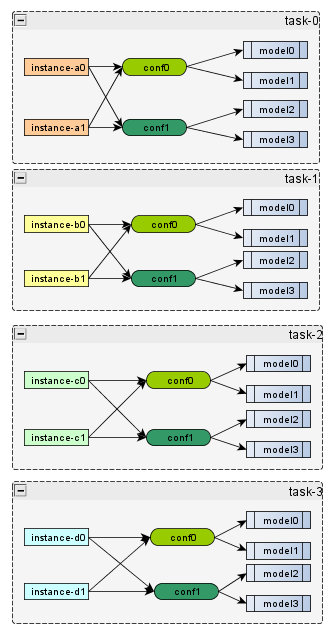 task-0
model0
instance-a0
conf0
model1
model2
instance-a1
conf1
model3
task-1
model0
instance-b0
conf0
model1
model2
instance-b1
conf1
model3
task-2
model0
instance-c0
conf0
model1
model2
instance-c1
conf1
model3
task-3
model0
instance-d0
conf0
model1
model2
instance-d1
conf1
model3